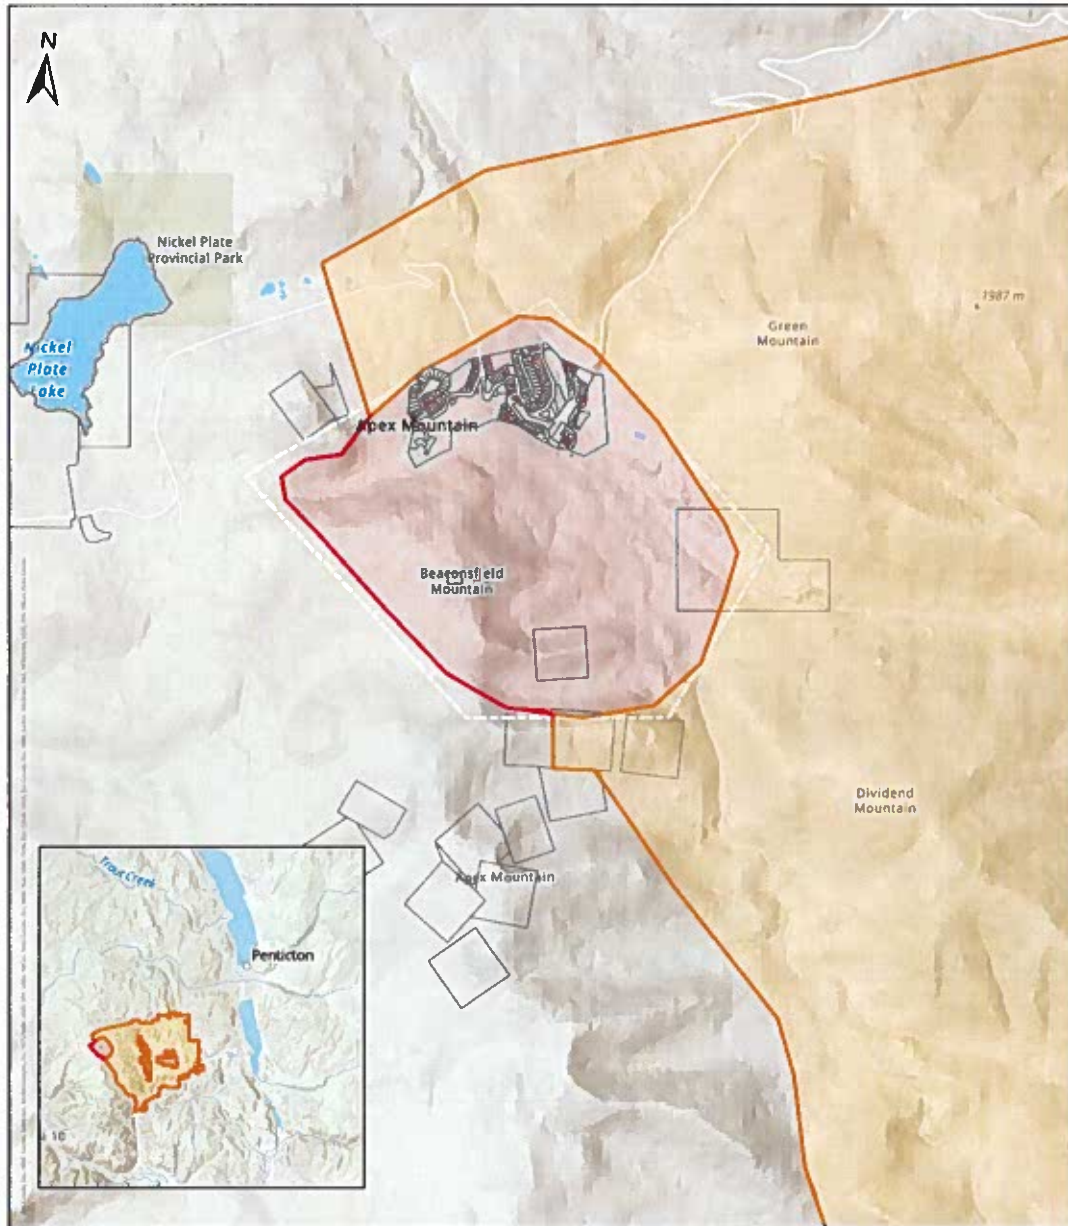 N
Nickel Plate
Provincial Park
Nickel
Plate
Lake
1987 m
Green
Mountain
Apex Mountain
Beaconsfield
Mountain
Dividend
Mountain
Apex Mountain
Trout Creek
Penticton